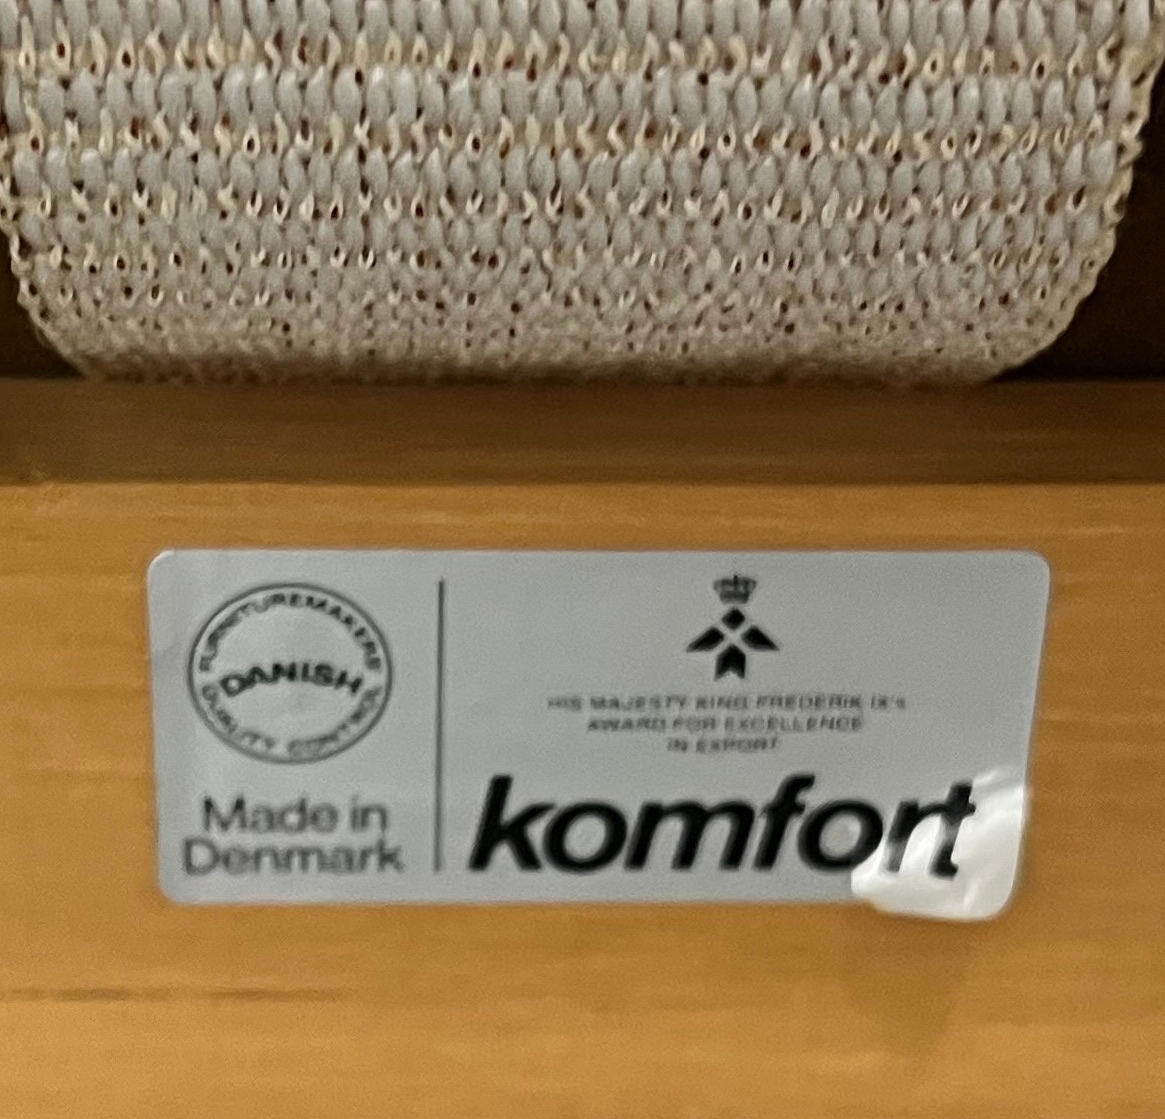 FURNITUREMAKERS
DANISH
QUALITY CONTROL
Made in
Denmark
HIS MAJESTY KING FREDERIK IX's
AWARD FOR EXCELLENCE
IN EXPORT
komfort